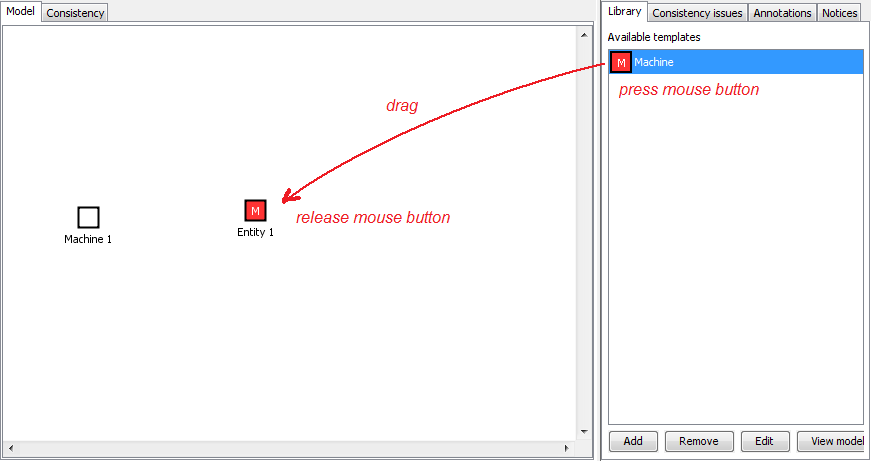 Model Consistency
Library Consistency issues Annotations Notices
Available templates
M Machine
press mouse button
drag
M
release mouse button
Machine 1
Entity 1
Add Remove Edit View model